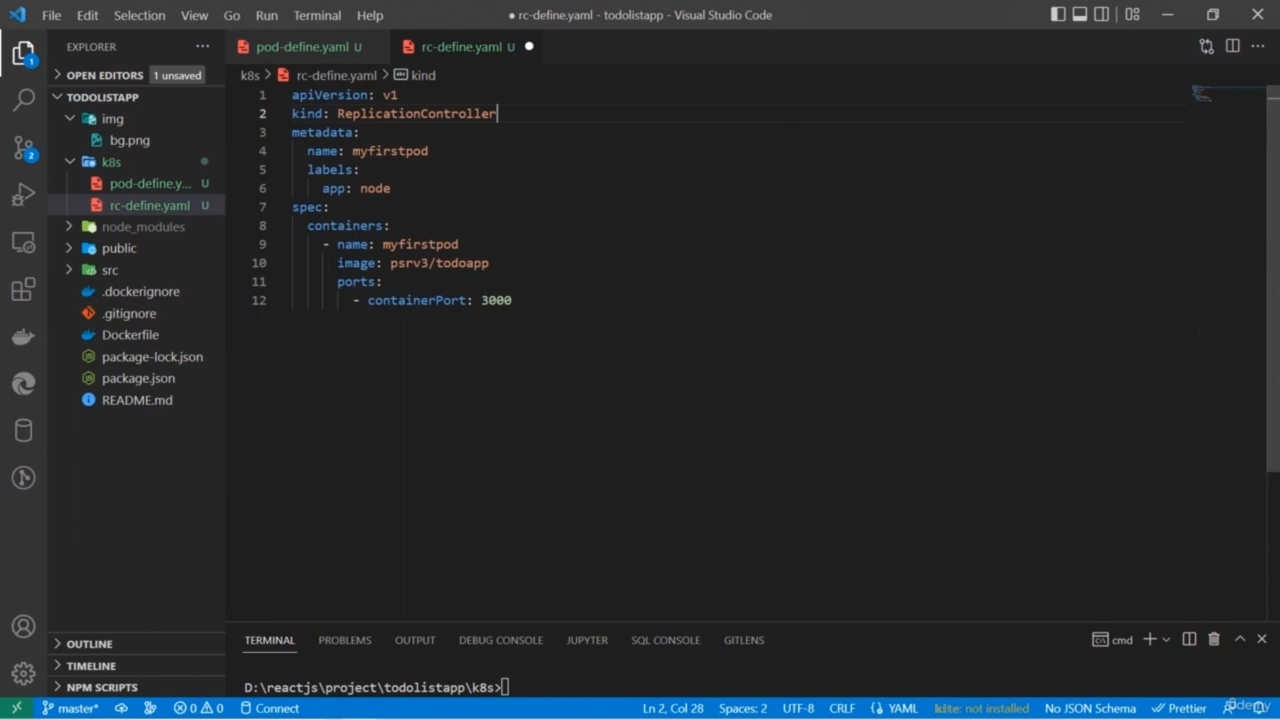 File Edit Selection View Go Run Terminal Help
● rc-define.yaml - todolistapp - Visual Studio Code
EXPLORER
pod-define.yaml U
rc-define.yaml U
OPEN EDITORS 1 unsaved
k8s > rc-define.yaml > kind
TODOLISTAPP
img
bg.png
k8s
pod-define.y... U
rc-define.yaml U
node_modules
public
src
.dockerignore
.gitignore
Dockerfile
package-lock.json
package.json
README.md
OUTLINE
TIMELINE
NPM SCRIPTS
1 apiVersion: v1
2 kind: ReplicationController
3 metadata:
4 name: myfirstpod
5 labels:
6 app: node
7 spec:
8 containers:
9 - name: myfirstpod
10 image: psrv3/todoapp
11 ports:
12 - containerPort: 3000
TERMINAL PROBLEMS OUTPUT DEBUG CONSOLE JUPYTER SQL CONSOLE GITLENS
cmd
D:\reactjs\project\todolistapp\k8s>
master* 0 0 Connect
Ln 2, Col 28 Spaces: 2 UTF-8 CRLF YAML kite: not installed No JSON Schema Prettier
1
2